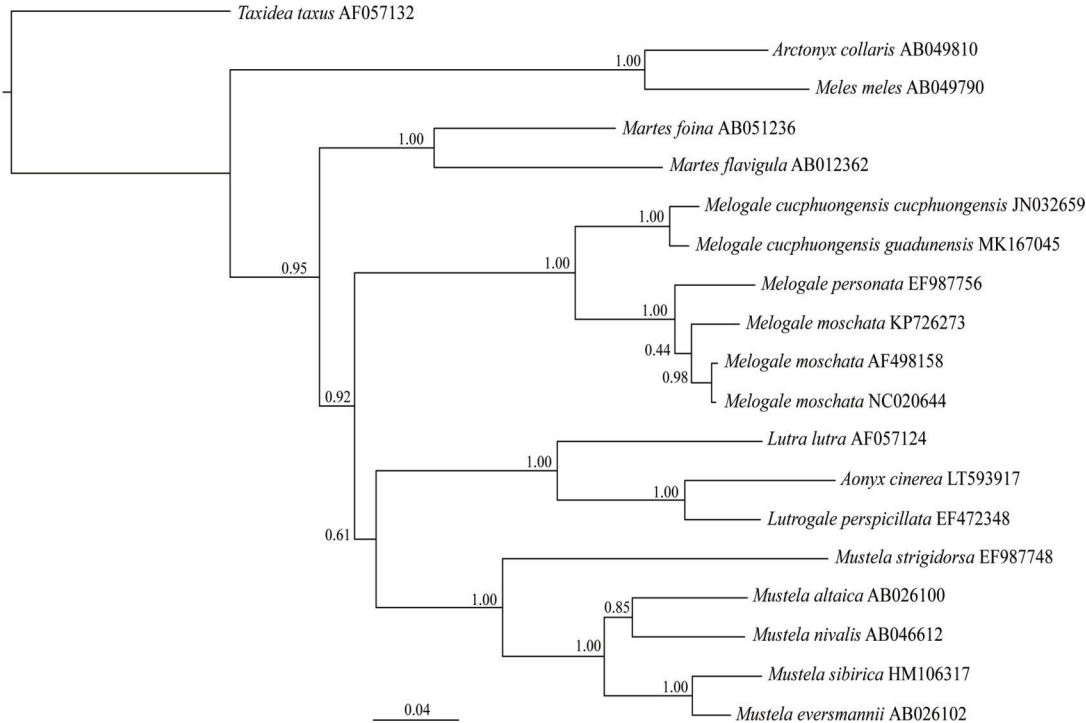 Taxidea taxus AF057132
Arctonyx collaris AB049810
1.00
Meles meles AB049790
Martes foina AB051236
1.00
Martes flavigula AB012362
Melogale cucphuongensis cucphuongensis JN032659
1.00
Melogale cucphuongensis guadunensis MK167045
1.00
0.95
Melogale personata EF987756
1.00
Melogale moschata KP726273
0.44
Melogale moschata AF498158
0.98
0.92
Melogale moschata NC020644
Lutra lutra AF057124
1.00
Aonyx cinerea LT593917
1.00
Lutrogale perspicillata EF472348
0.61
Mustela strigidorsa EF987748
1.00
Mustela altaica AB026100
0.85
Mustela nivalis AB046612
1.00
Mustela sibirica HM106317
1.00
Mustela eversmannii AB026102
0.04